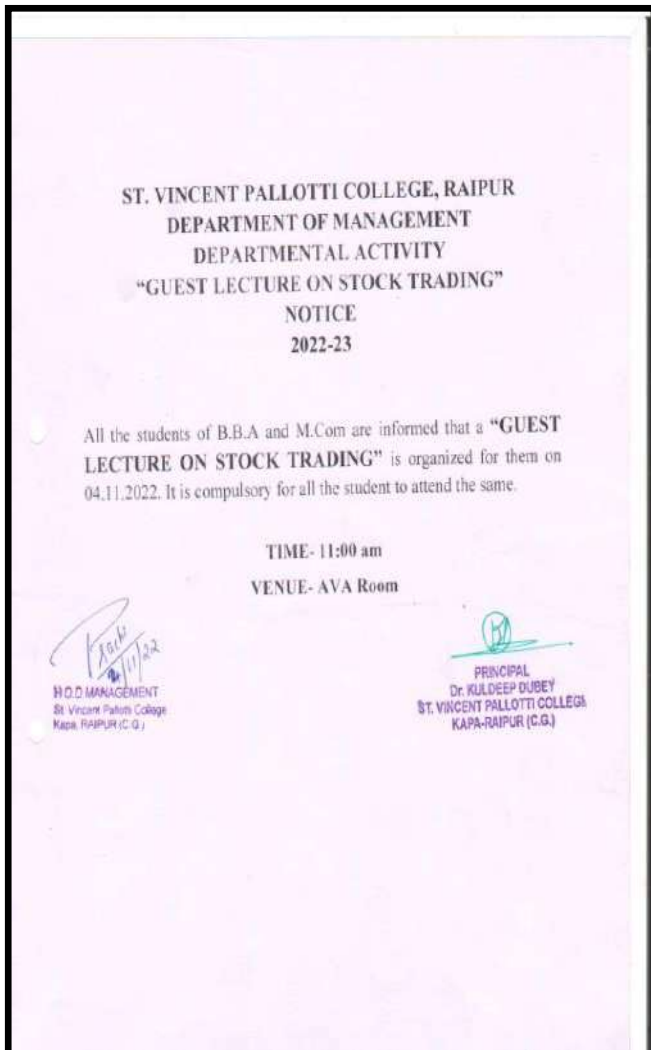 ST. VINCENT PALLOTTI COLLEGE, RAIPUR
DEPARTMENT OF MANAGEMENT
DEPARTMENTAL ACTIVITY
“GUEST LECTURE ON STOCK TRADING”
NOTICE
2022-23
All the students of B.B.A and M.Com are informed that a “GUEST
LECTURE ON STOCK TRADING” is organized for them on
04.11.2022. It is compulsory for all the student to attend the same.
TIME- 11:00 am
VENUE- AVA Room
H.O.D MANAGEMENT
St. Vincent Pallotti College
Kapa, RAIPUR (C.G.)
PRINCIPAL
Dr. KULDEEP DUBEY
ST. VINCENT PALLOTTI COLLEGE
KAPA-RAIPUR (C.G.)